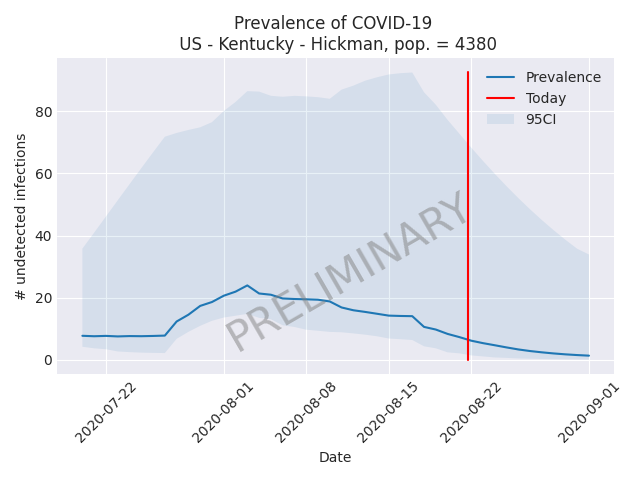 Prevalence of COVID-19
US - Kentucky - Hickman, pop. = 4380
# undetected infections
80
60
40
20
0
Prevalence
Today
95CI
PRELIMINARY
2020-07-22
2020-08-01
2020-08-08
2020-08-15
2020-08-22
2020-09-01
Date